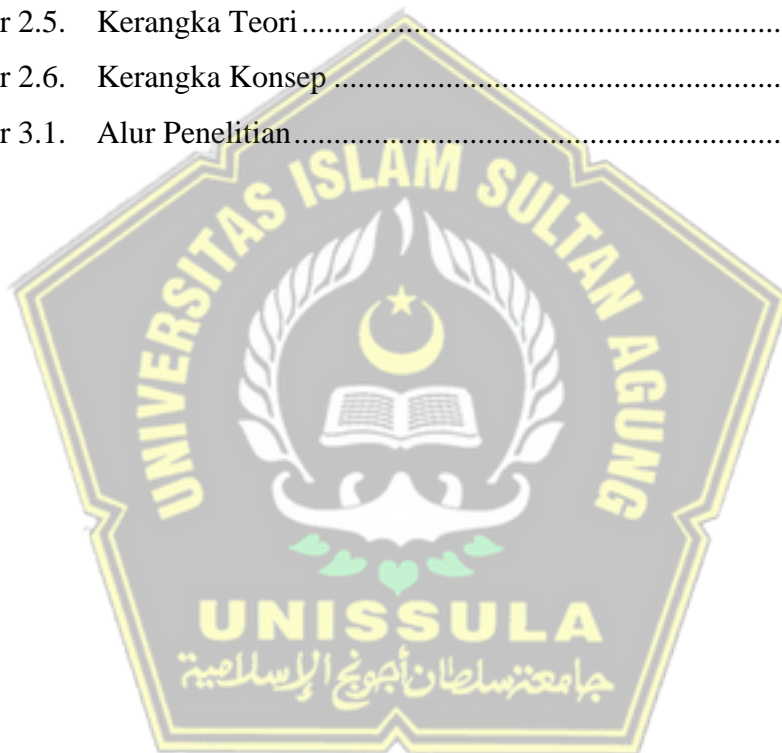 r 2.5. Kerangka Teori
r 2.6. Kerangka Konsep
r 3.1. Alur Penelitian
UNIVERSITAS ISLAM SULTAN AGUNG
UNISSULA
جامعة سلطان أجونج الإسلامية